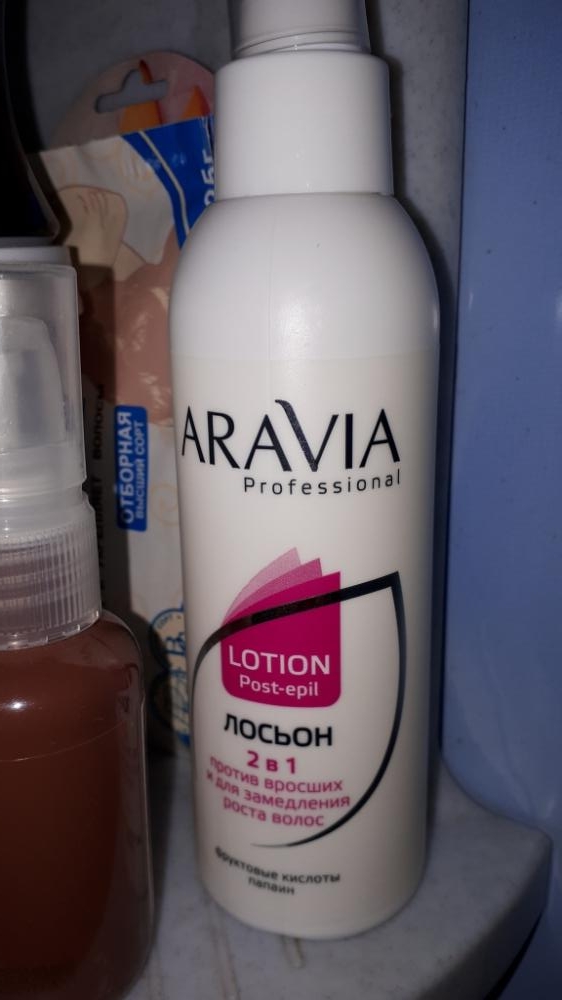 ARAVIA
Professional
LOTION
Post-epil
ЛОСЬОН
2 в 1
против вросших
и для замедления
роста волос
фруктовые кислоты
папаин
ОТБОРНАЯ
ВЫСШИЙ СОРТ
25г